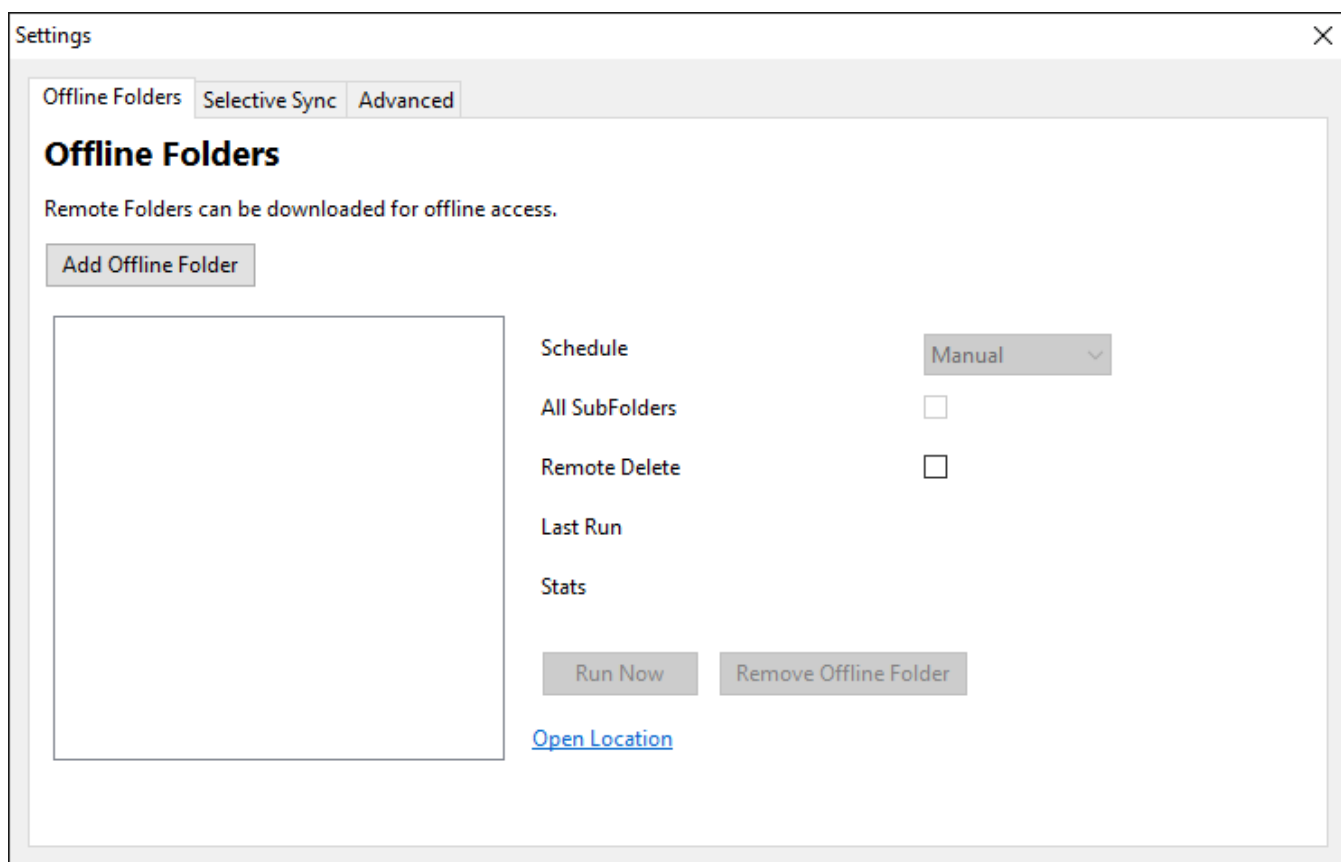 Settings
Offline Folders Selective Sync Advanced
Offline Folders
Remote Folders can be downloaded for offline access.
Add Offline Folder
Schedule Manual
All SubFolders
Remote Delete
Last Run
Stats
Run Now Remove Offline Folder
Open Location